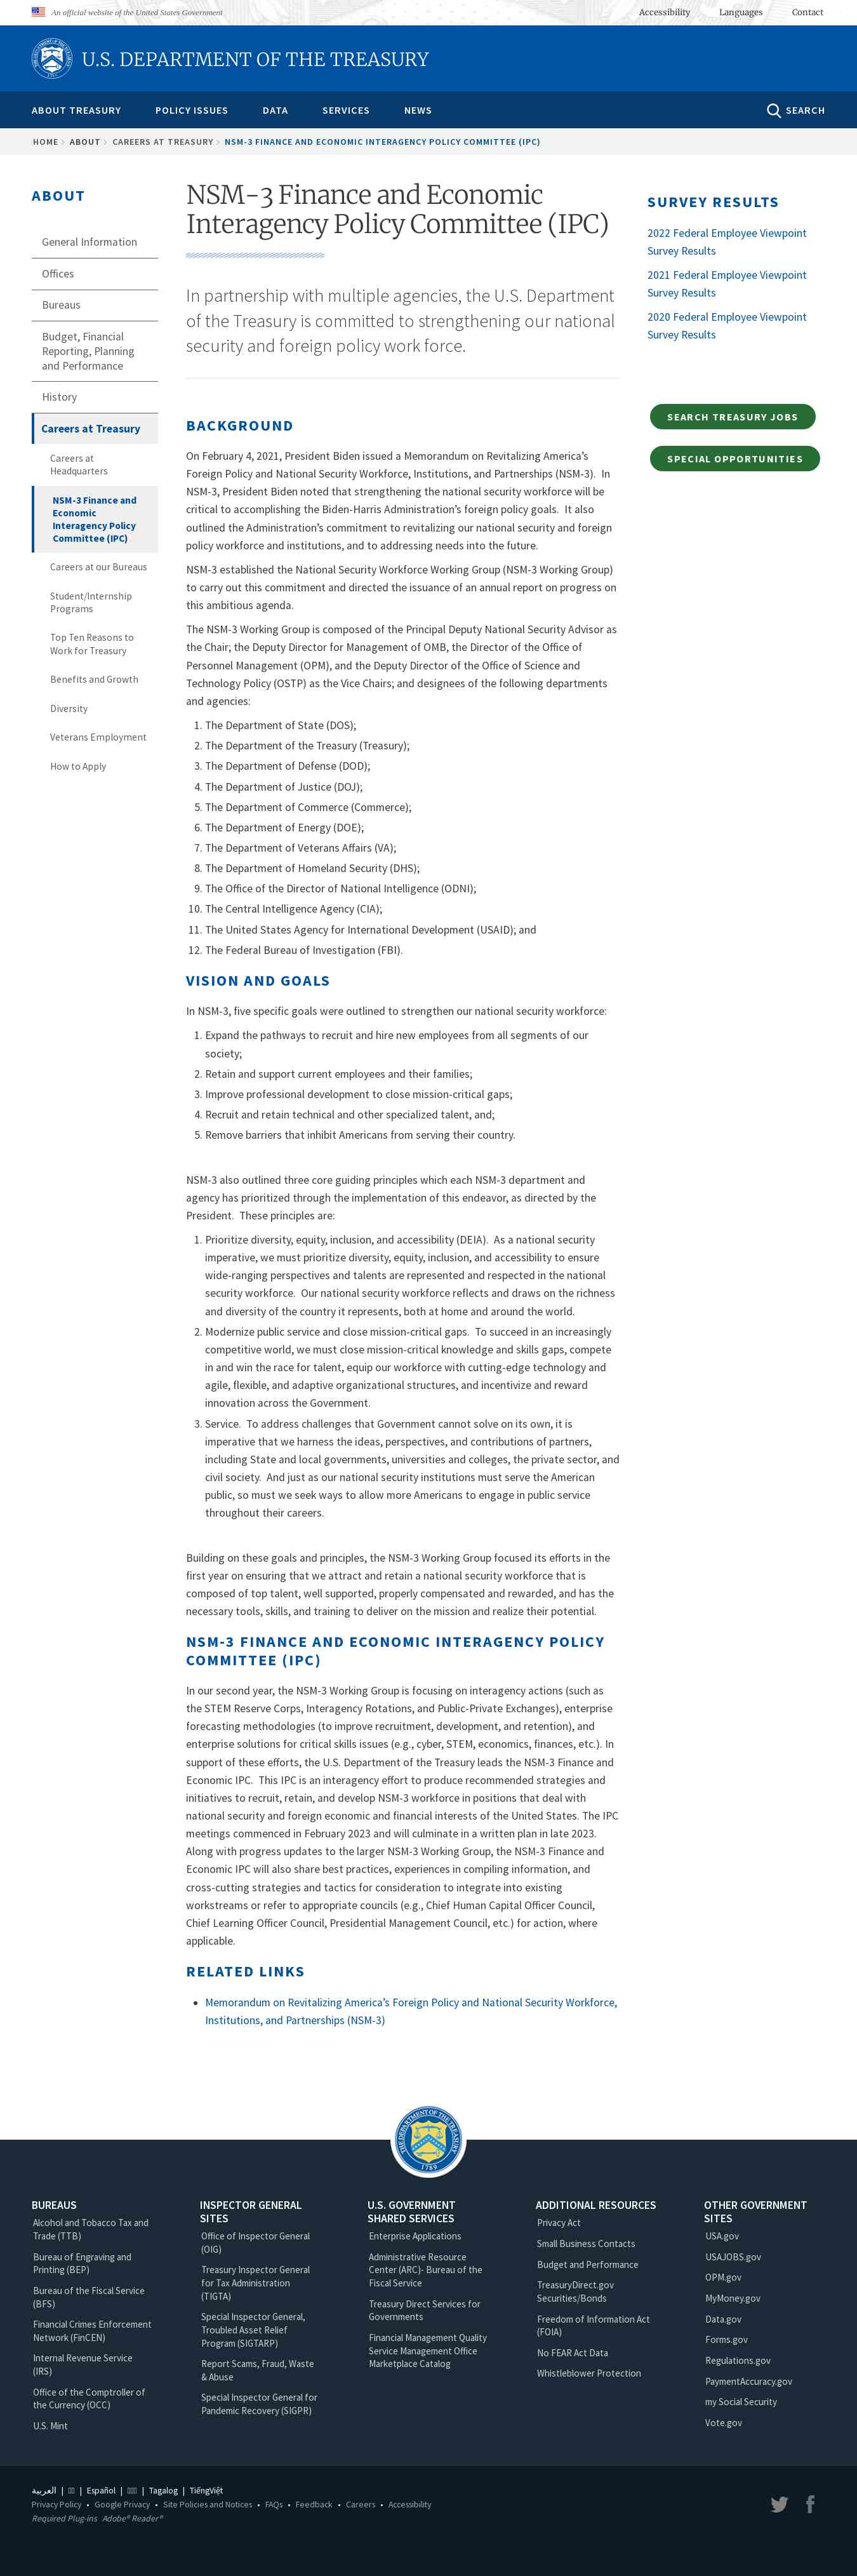 An official website of the United States Government
Accessibility
Languages
Contact
U.S. DEPARTMENT OF THE TREASURY
ABOUT TREASURY
POLICY ISSUES
DATA
SERVICES
NEWS
SEARCH
HOME
ABOUT
CAREERS AT TREASURY
NSM-3 FINANCE AND ECONOMIC INTERAGENCY POLICY COMMITTEE (IPC)
ABOUT
General Information
Offices
Bureaus
Budget, Financial
Reporting, Planning
and Performance
History
Careers at Treasury
Careers at
Headquarters
NSM-3 Finance and
Economic
Interagency Policy
Committee (IPC)
Careers at our Bureaus
Student/Internship
Programs
Top Ten Reasons to
Work for Treasury
Benefits and Growth
Diversity
Veterans Employment
How to Apply
NSM-3 Finance and Economic
Interagency Policy Committee (IPC)
In partnership with multiple agencies, the U.S. Department
of the Treasury is committed to strengthening our national
security and foreign policy work force.
BACKGROUND
On February 4, 2021, President Biden issued a Memorandum on Revitalizing America’s
Foreign Policy and National Security Workforce, Institutions, and Partnerships (NSM-3). In
NSM-3, President Biden noted that strengthening the national security workforce will be
critical to accomplishing the Biden-Harris Administration’s foreign policy goals. It also
outlined the Administration’s commitment to revitalizing our national security and foreign
policy workforce and institutions, and to addressing needs into the future.
NSM-3 established the National Security Workforce Working Group (NSM-3 Working Group)
to carry out this commitment and directed the issuance of an annual report on progress on
this ambitious agenda.
The NSM-3 Working Group is composed of the Principal Deputy National Security Advisor as
the Chair; the Deputy Director for Management of OMB, the Director of the Office of
Personnel Management (OPM), and the Deputy Director of the Office of Science and
Technology Policy (OSTP) as the Vice Chairs; and designees of the following departments
and agencies:
1. The Department of State (DOS);
2. The Department of the Treasury (Treasury);
3. The Department of Defense (DOD);
4. The Department of Justice (DOJ);
5. The Department of Commerce (Commerce);
6. The Department of Energy (DOE);
7. The Department of Veterans Affairs (VA);
8. The Department of Homeland Security (DHS);
9. The Office of the Director of National Intelligence (ODNI);
10. The Central Intelligence Agency (CIA);
11. The United States Agency for International Development (USAID); and
12. The Federal Bureau of Investigation (FBI).
VISION AND GOALS
In NSM-3, five specific goals were outlined to strengthen our national security workforce:
1. Expand the pathways to recruit and hire new employees from all segments of our
society;
2. Retain and support current employees and their families;
3. Improve professional development to close mission-critical gaps;
4. Recruit and retain technical and other specialized talent, and;
5. Remove barriers that inhibit Americans from serving their country.
NSM-3 also outlined three core guiding principles which each NSM-3 department and
agency has prioritized through the implementation of this endeavor, as directed by the
President. These principles are:
1. Prioritize diversity, equity, inclusion, and accessibility (DEIA). As a national security
imperative, we must prioritize diversity, equity, inclusion, and accessibility to ensure
wide-ranging perspectives and talents are represented and respected in the national
security workforce. Our national security workforce reflects and draws on the richness
and diversity of the country it represents, both at home and around the world.
2. Modernize public service and close mission-critical gaps. To succeed in an increasingly
competitive world, we must close mission-critical knowledge and skills gaps, compete
in and win the race for talent, equip our workforce with cutting-edge technology and
agile, flexible, and adaptive organizational structures, and incentivize and reward
innovation across the Government.
3. Service. To address challenges that Government cannot solve on its own, it is
imperative that we harness the ideas, perspectives, and contributions of partners,
including State and local governments, universities and colleges, the private sector, and
civil society. And just as our national security institutions must serve the American
public, so must we seek ways to allow more Americans to engage in public service
throughout their careers.
Building on these goals and principles, the NSM-3 Working Group focused its efforts in the
first year on ensuring that we attract and retain a national security workforce that is
composed of top talent, well supported, properly compensated and rewarded, and has the
necessary tools, skills, and training to deliver on the mission and realize their potential.
NSM-3 FINANCE AND ECONOMIC INTERAGENCY POLICY
COMMITTEE (IPC)
In our second year, the NSM-3 Working Group is focusing on interagency actions (such as
the STEM Reserve Corps, Interagency Rotations, and Public-Private Exchanges), enterprise
forecasting methodologies (to improve recruitment, development, and retention), and
enterprise solutions for critical skills issues (e.g., cyber, STEM, economics, finances, etc.). In
support of these efforts, the U.S. Department of the Treasury leads the NSM-3 Finance and
Economic IPC. This IPC is an interagency effort to produce recommended strategies and
initiatives to recruit, retain, and develop NSM-3 workforce in positions that deal with
national security and foreign economic and financial interests of the United States. The IPC
meetings commenced in February 2023 and will culminate in a written plan in late 2023.
Along with progress updates to the larger NSM-3 Working Group, the NSM-3 Finance and
Economic IPC will also share best practices, experiences in compiling information, and
cross-cutting strategies and tactics for consideration to integrate into existing
workstreams or refer to appropriate councils (e.g., Chief Human Capital Officer Council,
Chief Learning Officer Council, Presidential Management Council, etc.) for action, where
applicable.
RELATED LINKS
Memorandum on Revitalizing America’s Foreign Policy and National Security Workforce,
Institutions, and Partnerships (NSM-3)
SURVEY RESULTS
2022 Federal Employee Viewpoint
Survey Results
2021 Federal Employee Viewpoint
Survey Results
2020 Federal Employee Viewpoint
Survey Results
SEARCH TREASURY JOBS
SPECIAL OPPORTUNITIES
THE DEPARTMENT OF THE TREASURY
1789
BUREAUS
Alcohol and Tobacco Tax and
Trade (TTB)
Bureau of Engraving and
Printing (BEP)
Bureau of the Fiscal Service
(BFS)
Financial Crimes Enforcement
Network (FinCEN)
Internal Revenue Service
(IRS)
Office of the Comptroller of
the Currency (OCC)
U.S. Mint
INSPECTOR GENERAL
SITES
Office of Inspector General
(OIG)
Treasury Inspector General
for Tax Administration
(TIGTA)
Special Inspector General,
Troubled Asset Relief
Program (SIGTARP)
Report Scams, Fraud, Waste
& Abuse
Special Inspector General for
Pandemic Recovery (SIGPR)
U.S. GOVERNMENT
SHARED SERVICES
Enterprise Applications
Administrative Resource
Center (ARC)- Bureau of the
Fiscal Service
Treasury Direct Services for
Governments
Financial Management Quality
Service Management Office
Marketplace Catalog
ADDITIONAL RESOURCES
Privacy Act
Small Business Contacts
Budget and Performance
TreasuryDirect.gov
Securities/Bonds
Freedom of Information Act
(FOIA)
No FEAR Act Data
Whistleblower Protection
OTHER GOVERNMENT
SITES
USA.gov
USAJOBS.gov
OPM.gov
MyMoney.gov
Data.gov
Forms.gov
Regulations.gov
PaymentAccuracy.gov
my Social Security
Vote.gov
العربية | | Español | | Tagalog | TiếngViệt
Privacy Policy • Google Privacy • Site Policies and Notices • FAQs • Feedback • Careers • Accessibility
Required Plug-ins Adobe® Reader®